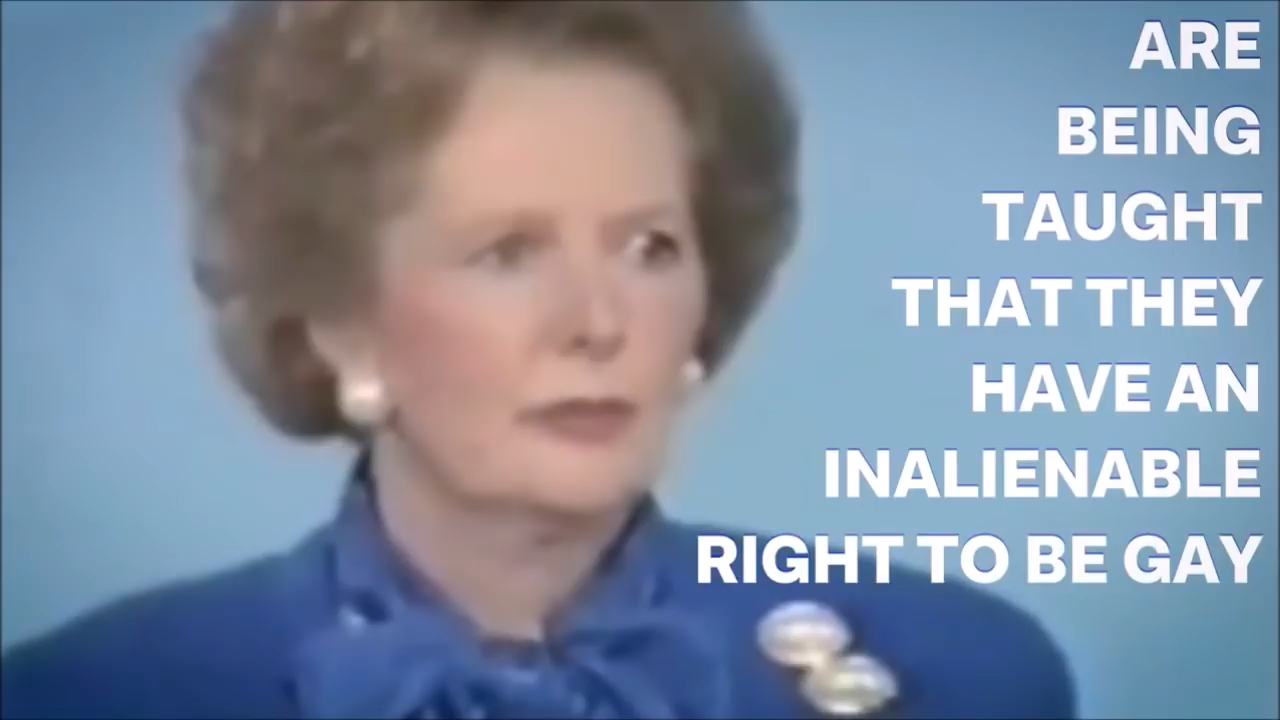 ARE
BEING
TAUGHT
THAT THEY
HAVE AN
INALIENABLE
RIGHT TO BE GAY